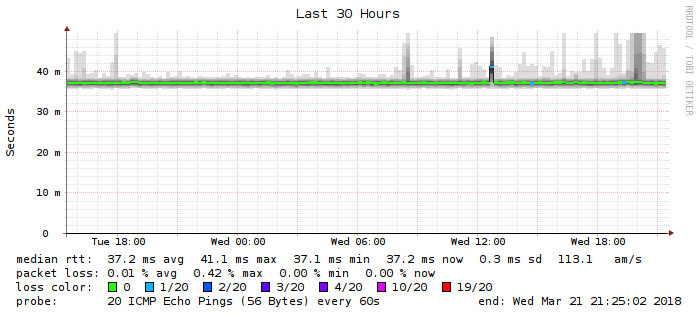 Last 30 Hours
RRDTOOL / TOBI OETIKER
Seconds
40 m
30 m
20 m
10 m
0
Tue 18:00 Wed 00:00 Wed 06:00 Wed 12:00 Wed 18:00
median rtt: 37.2 ms avg 41.1 ms max 37.1 ms min 37.2 ms now 0.3 ms sd 113.1 am/s
packet loss: 0.01 % avg 0.42 % max 0.00 % min 0.00 % now
loss color: 0 1/20 2/20 3/20 4/20 10/20 19/20
probe: 20 ICMP Echo Pings (56 Bytes) every 60s end: Wed Mar 21 21:25:02 2018